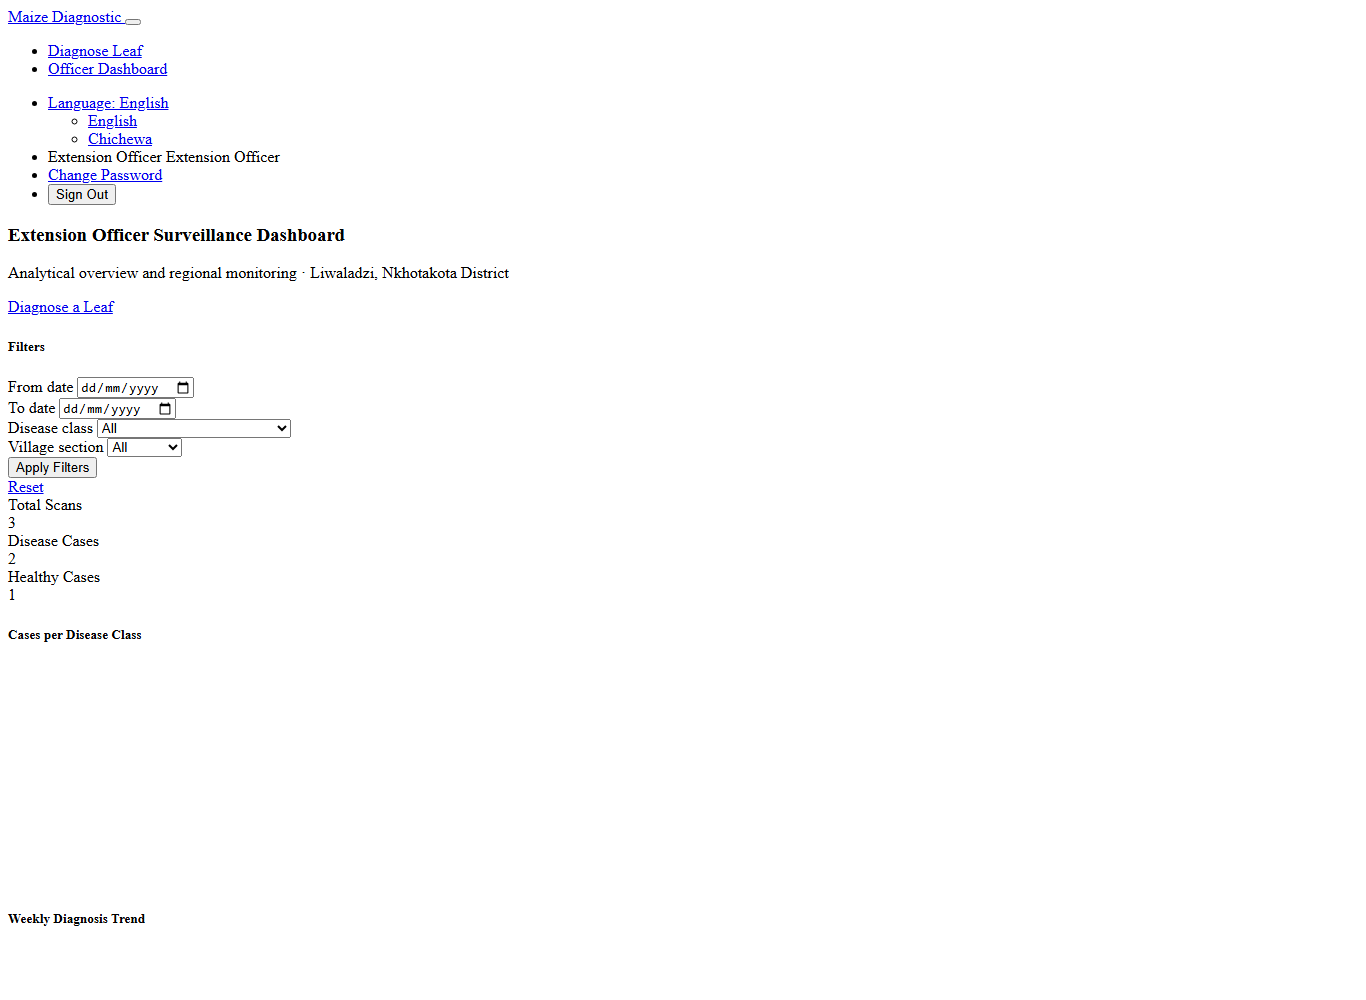 Maize Diagnostic
Diagnose Leaf
Officer Dashboard
Language: English
English
Chichewa
Extension Officer Extension Officer
Change Password
Sign Out
Extension Officer Surveillance Dashboard
Analytical overview and regional monitoring · Liwaladzi, Nkhotakota District
Diagnose a Leaf
Filters
From date dd/mm/yyyy
To date dd/mm/yyyy
Disease class All
Village section All
Apply Filters
Reset
Total Scans
3
Disease Cases
2
Healthy Cases
1
Cases per Disease Class
Weekly Diagnosis Trend